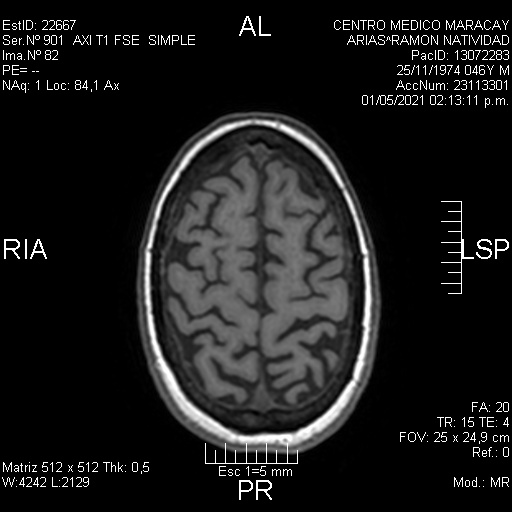 EstID: 22667
Ser.Nº 901 AXI T1 FSE SIMPLE
Ima.Nº 82
PE= --
NAq: 1 Loc: 84,1 Ax
AL
CENTRO MEDICO MARACAY
ARIAS^RAMON NATIVIDAD
PacID: 13072283
25/11/1974 046Y M
AccNum: 23113301
01/05/2021 02:13:11 p.m.
RIA
LSP
FA: 20
TR: 15 TE: 4
FOV: 25 x 24,9 cm
Ref.: 0
Mod.: MR
Matriz 512 x 512 Thk: 0,5
W:4242 L:2129
Esc 1=5 mm
PR